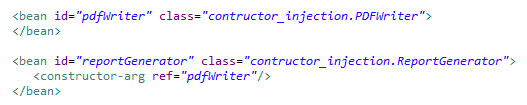 <bean id="pdfWriter" class="contructor_injection.PDFWriter">
</bean>
<bean id="reportGenerator" class="contructor_injection.ReportGenerator">
<constructor-arg ref="pdfWriter"/>
</bean>